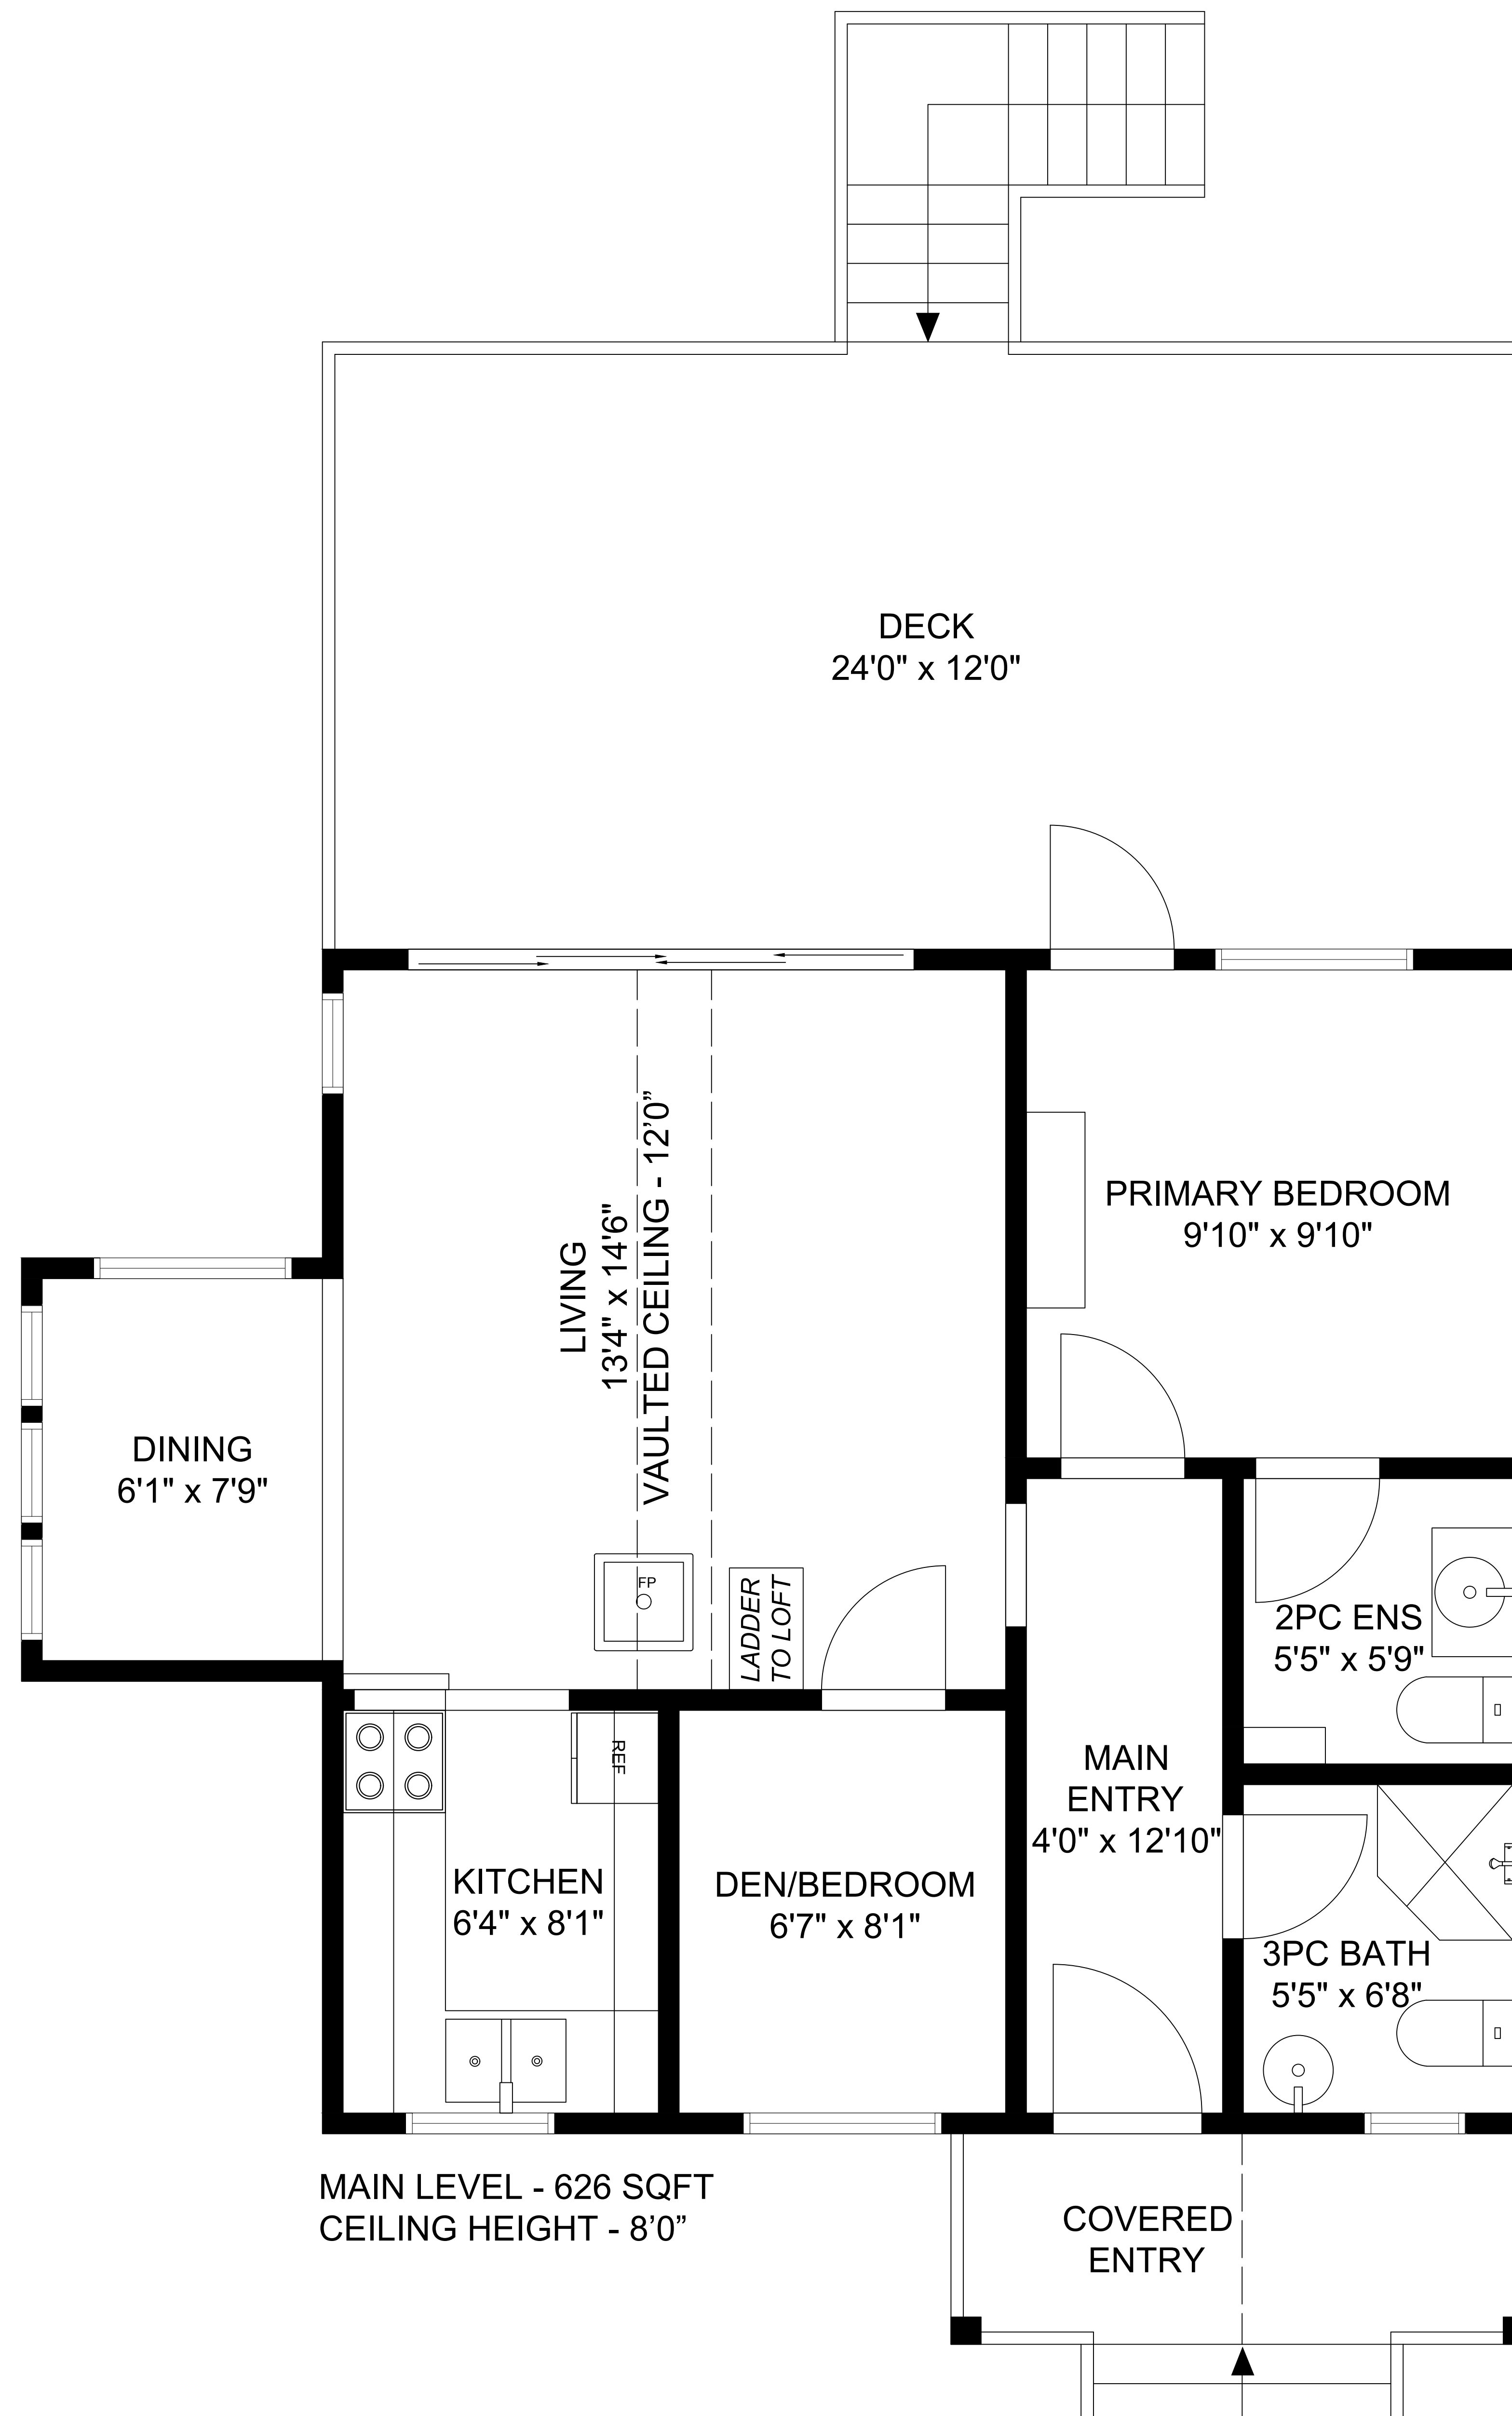 DECK
24'0" x 12'0"
PRIMARY BEDROOM
9'10" x 9'10"
LIVING
13'4" x 14'6"
VAULTED CEILING - 12’0”
DINING
6'1" x 7'9"
FP
LADDER
TO LOFT
2PC ENS
5'5" x 5'9"
REF
MAIN
ENTRY
4'0" x 12'10"
KITCHEN
6'4" x 8'1"
DEN/BEDROOM
6'7" x 8'1"
3PC BATH
5'5" x 6'8"
MAIN LEVEL - 626 SQFT
CEILING HEIGHT - 8’0”
COVERED
ENTRY